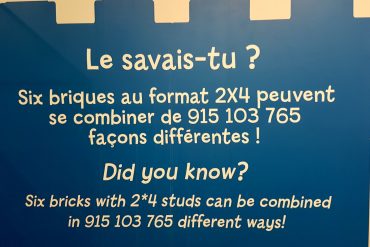 Le savais-tu ?
Six briques au format 2X4 peuvent
se combiner de 915 103 765
façons différentes !
Did you know?
Six bricks with 2*4 studs can be combined
in 915 103 765 different ways!